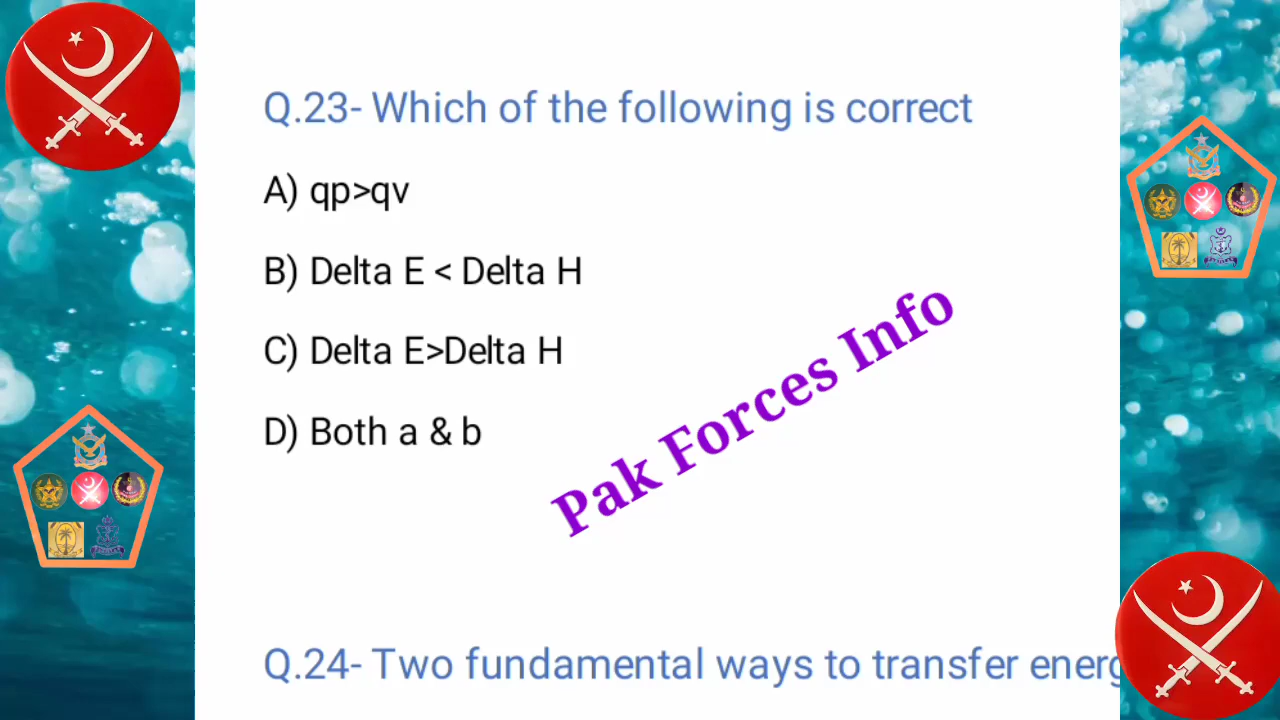 Q.23- Which of the following is correct
A) qp>qv
B) Delta E < Delta H
C) Delta E>Delta H
D) Both a & b
Pak Forces Info
Q.24- Two fundamental ways to transfer energ